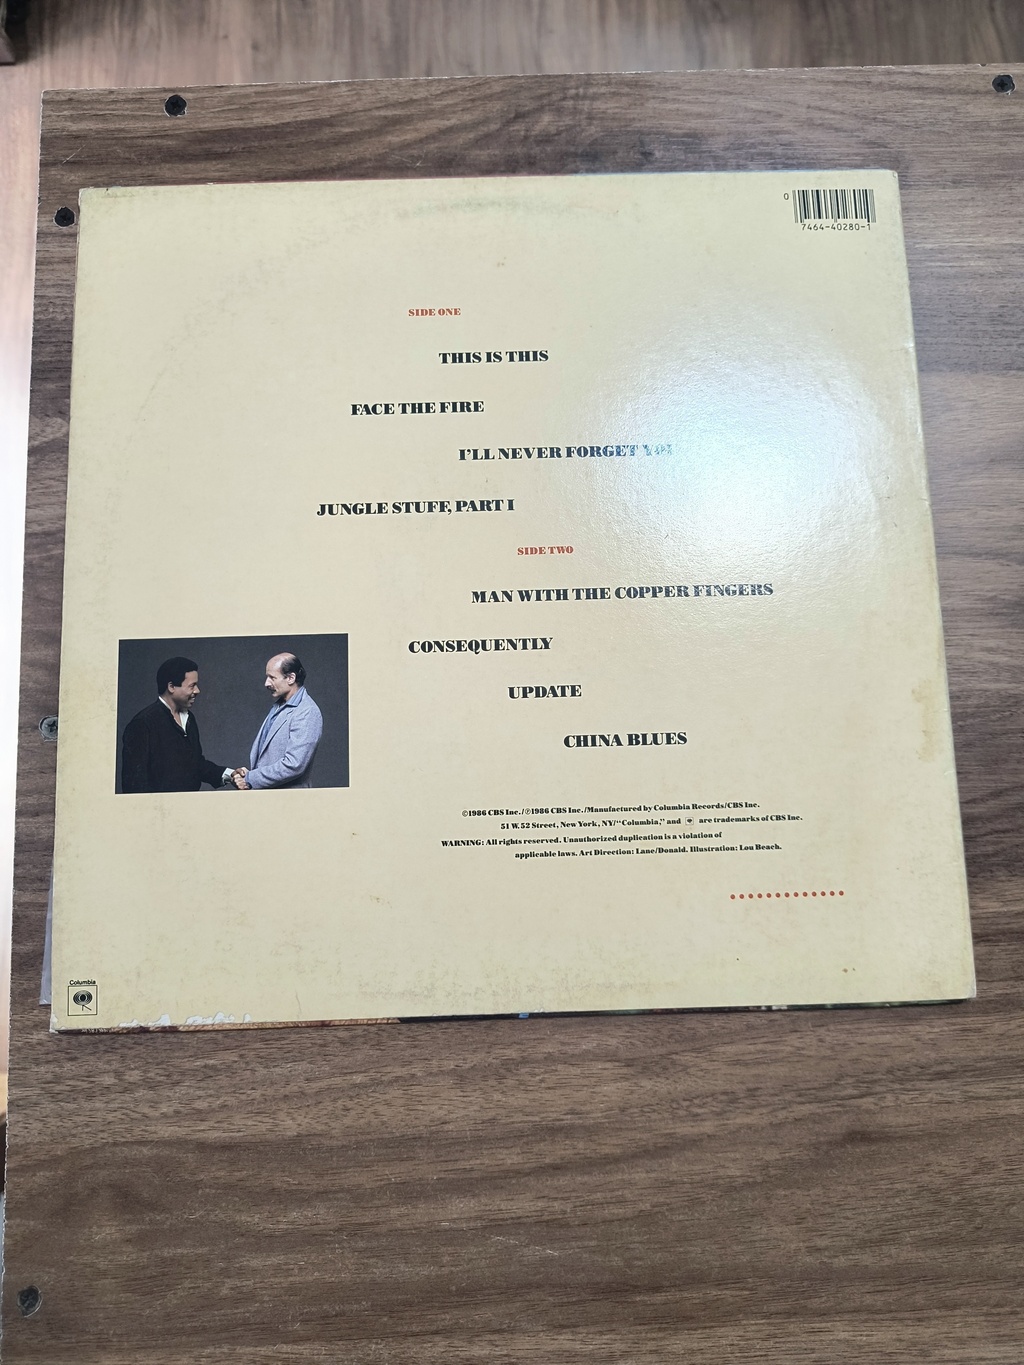 0
7464-40280-1
SIDE ONE
THIS IS THIS
FACE THE FIRE
I'LL NEVER FORGET YOU
JUNGLE STUFF, PART I
SIDE TWO
MAN WITH THE COPPER FINGERS
CONSEQUENTLY
UPDATE
CHINA BLUES
©1986 CBS Inc./℗1986 CBS Inc./Manufactured by Columbia Records/CBS Inc.
51 W. 52 Street, New York, NY/"Columbia," and are trademarks of CBS Inc.
WARNING: All rights reserved. Unauthorized duplication is a violation of
applicable laws. Art Direction: Lane/Donald. Illustration: Lou Beach.
Columbia